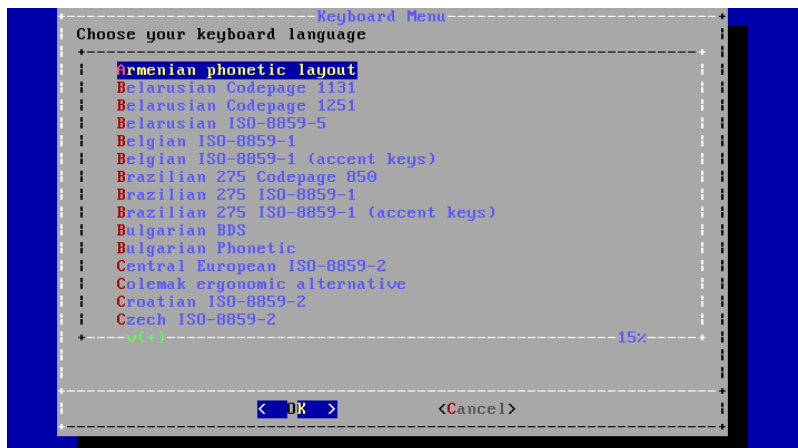 Keyboard Menu
Choose your keyboard language
Armenian phonetic layout
Belarusian Codepage 1131
Belarusian Codepage 1251
Belarusian ISO-8859-5
Belgian ISO-8859-1
Belgian ISO-8859-1 (accent keys)
Brazilian 275 Codepage 850
Brazilian 275 ISO-8859-1
Brazilian 275 ISO-8859-1 (accent keys)
Bulgarian BDS
Bulgarian Phonetic
Central European ISO-8859-2
Colemak ergonomic alternative
Croatian ISO-8859-2
Czech ISO-8859-2
v(+) 15%
< OK > <Cancel>